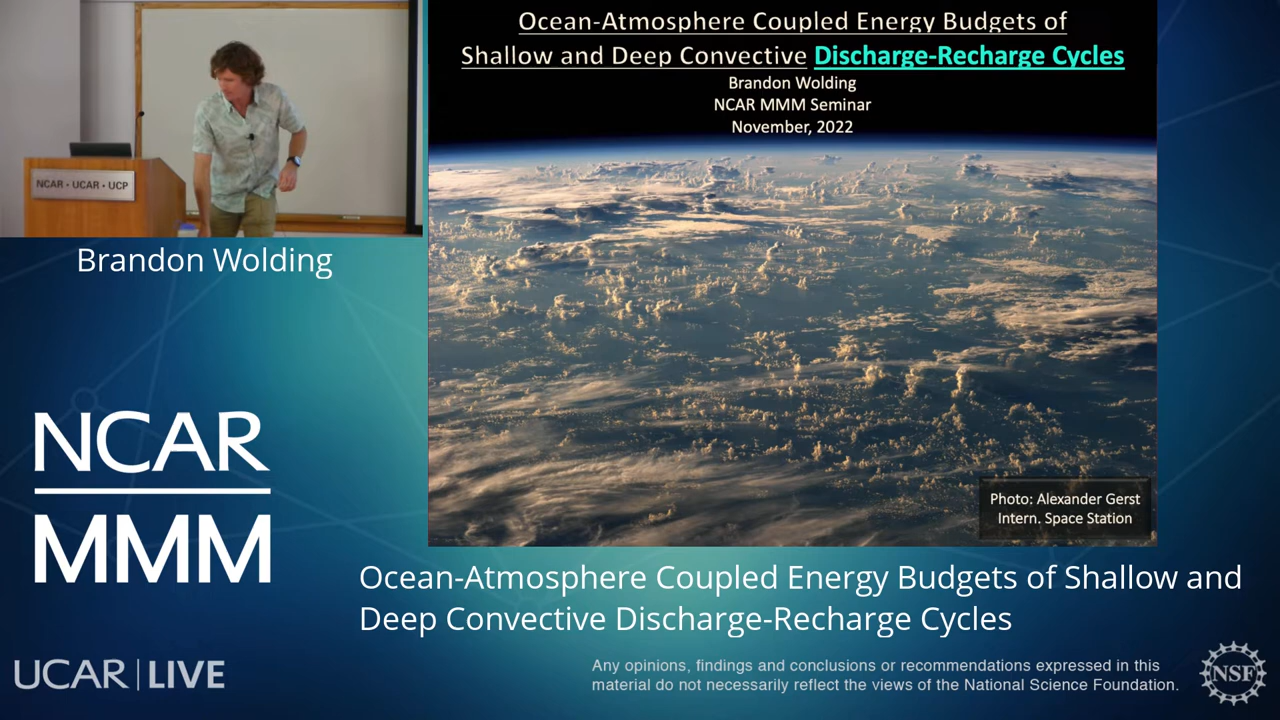 NCAR • UCAR • UCP
Brandon Wolding
Ocean-Atmosphere Coupled Energy Budgets of
Shallow and Deep Convective Discharge-Recharge Cycles
Brandon Wolding
NCAR MMM Seminar
November, 2022
Photo: Alexander Gerst
Intern. Space Station
NCAR
MMM
Ocean-Atmosphere Coupled Energy Budgets of Shallow and
Deep Convective Discharge-Recharge Cycles
UCAR | LIVE
Any opinions, findings and conclusions or recommendations expressed in this
material do not necessarily reflect the views of the National Science Foundation.
NSF